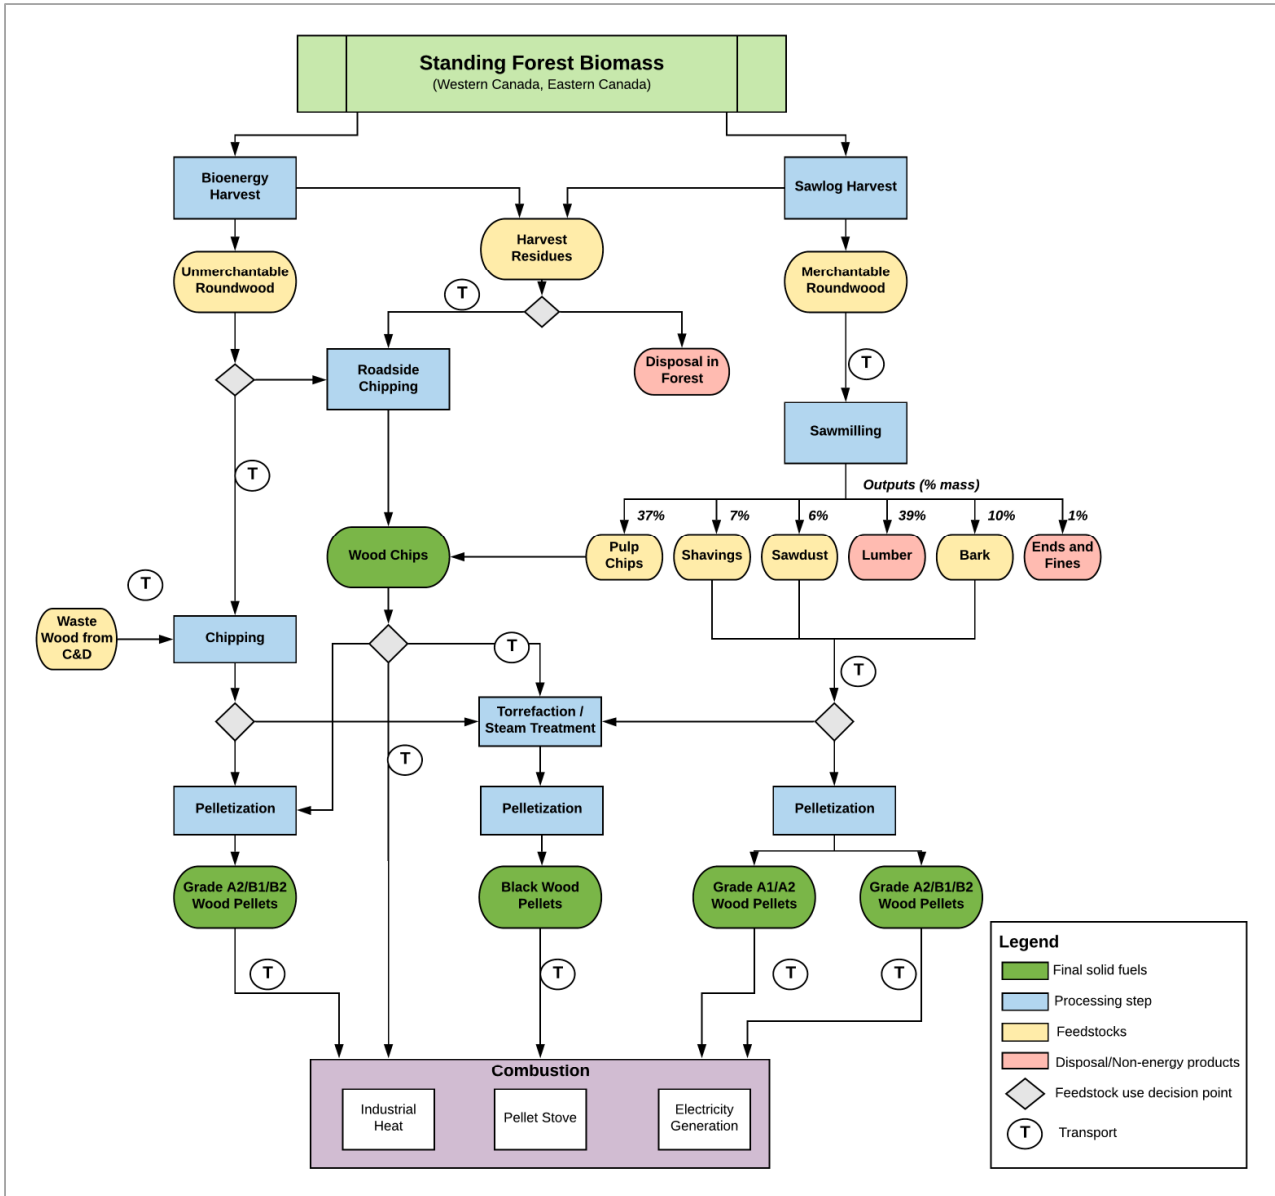 Standing Forest Biomass
(Western Canada, Eastern Canada)
Bioenergy
Harvest
Sawlog Harvest
Harvest
Residues
Unmerchantable
Roundwood
Merchantable
Roundwood
T
Roadside
Chipping
Disposal in
Forest
T
Sawmilling
T
Outputs (% mass)
37%
7%
6%
39%
10%
1%
Wood Chips
Pulp
Chips
Shavings
Sawdust
Lumber
Bark
Ends and
Fines
T
Waste
Wood from
C&D
Chipping
T
T
Torrefaction /
Steam Treatment
T
Pelletization
Pelletization
Pelletization
Grade A2/B1/B2
Wood Pellets
Black Wood
Pellets
Grade A1/A2
Wood Pellets
Grade A2/B1/B2
Wood Pellets
T
T
T
T
Legend
Final solid fuels
Processing step
Feedstocks
Disposal/Non-energy products
Feedstock use decision point
T
Transport
Combustion
Industrial
Heat
Pellet Stove
Electricity
Generation